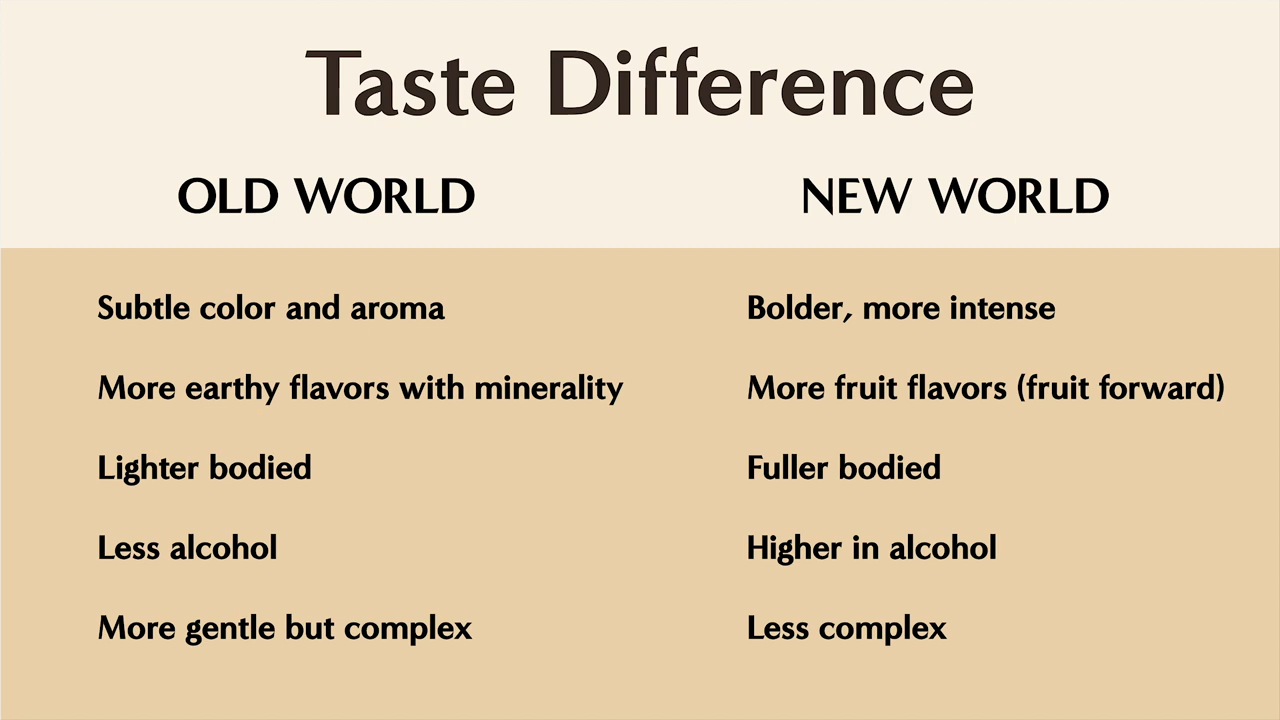 Taste Difference
OLD WORLD
NEW WORLD
Subtle color and aroma
Bolder, more intense
More earthy flavors with minerality
More fruit flavors (fruit forward)
Lighter bodied
Fuller bodied
Less alcohol
Higher in alcohol
More gentle but complex
Less complex